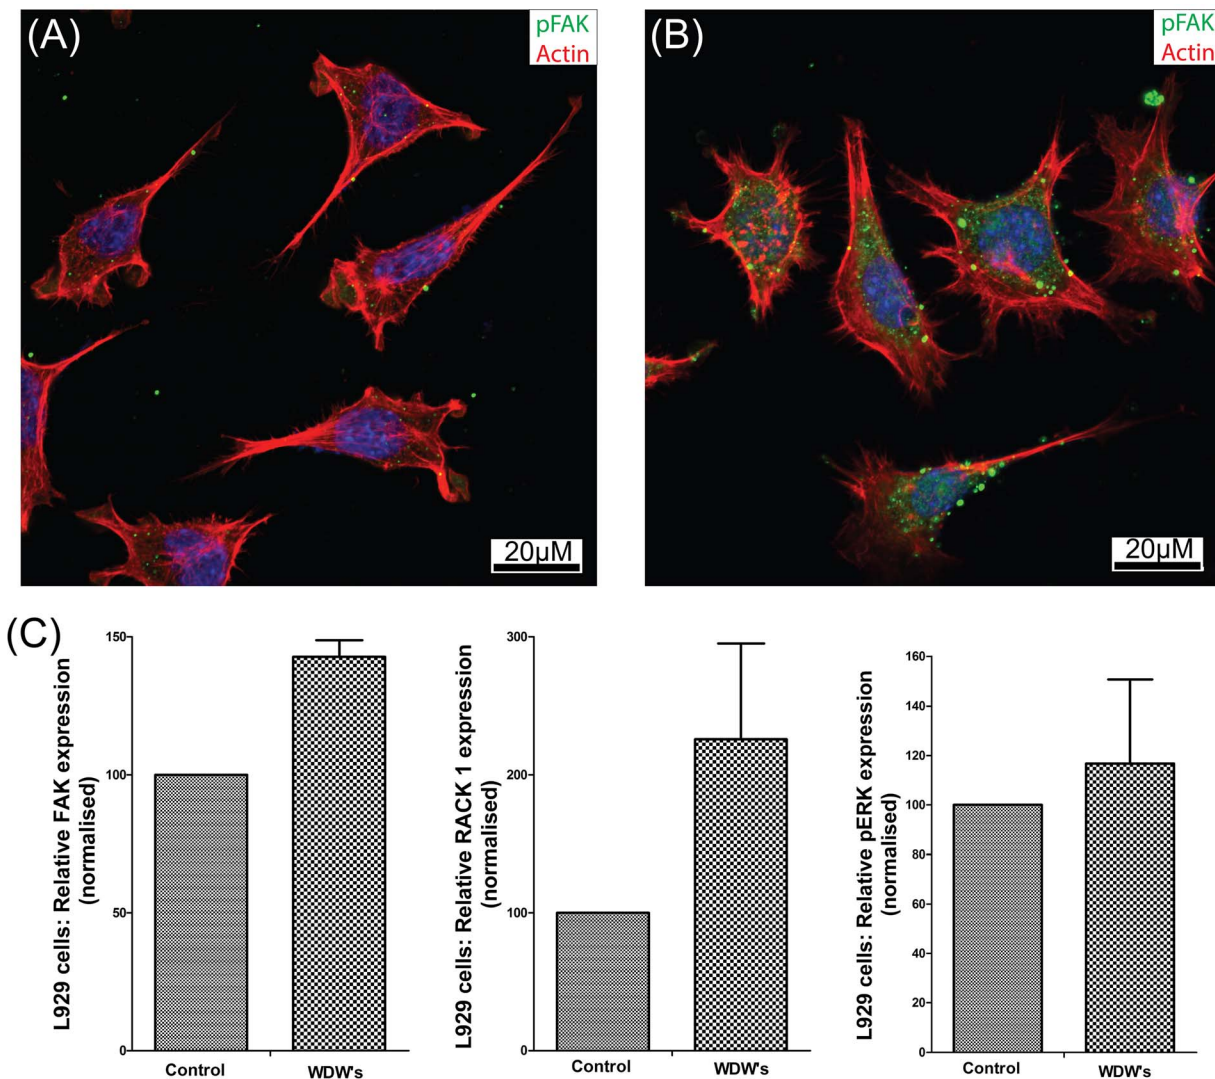 (A)
pFAK
Actin
20µM
(B)
pFAK
Actin
20µM
(C)
L929 cells: Relative FAK expression
(normalised)
150
100
50
0
Control
WDW's
L929 cells: Relative RACK 1 expression
(normalised)
300
200
100
0
Control
WDW's
L929 cells: Relative pERK expression
(normalised)
160
140
120
100
80
60
40
20
0
Control
WDW's